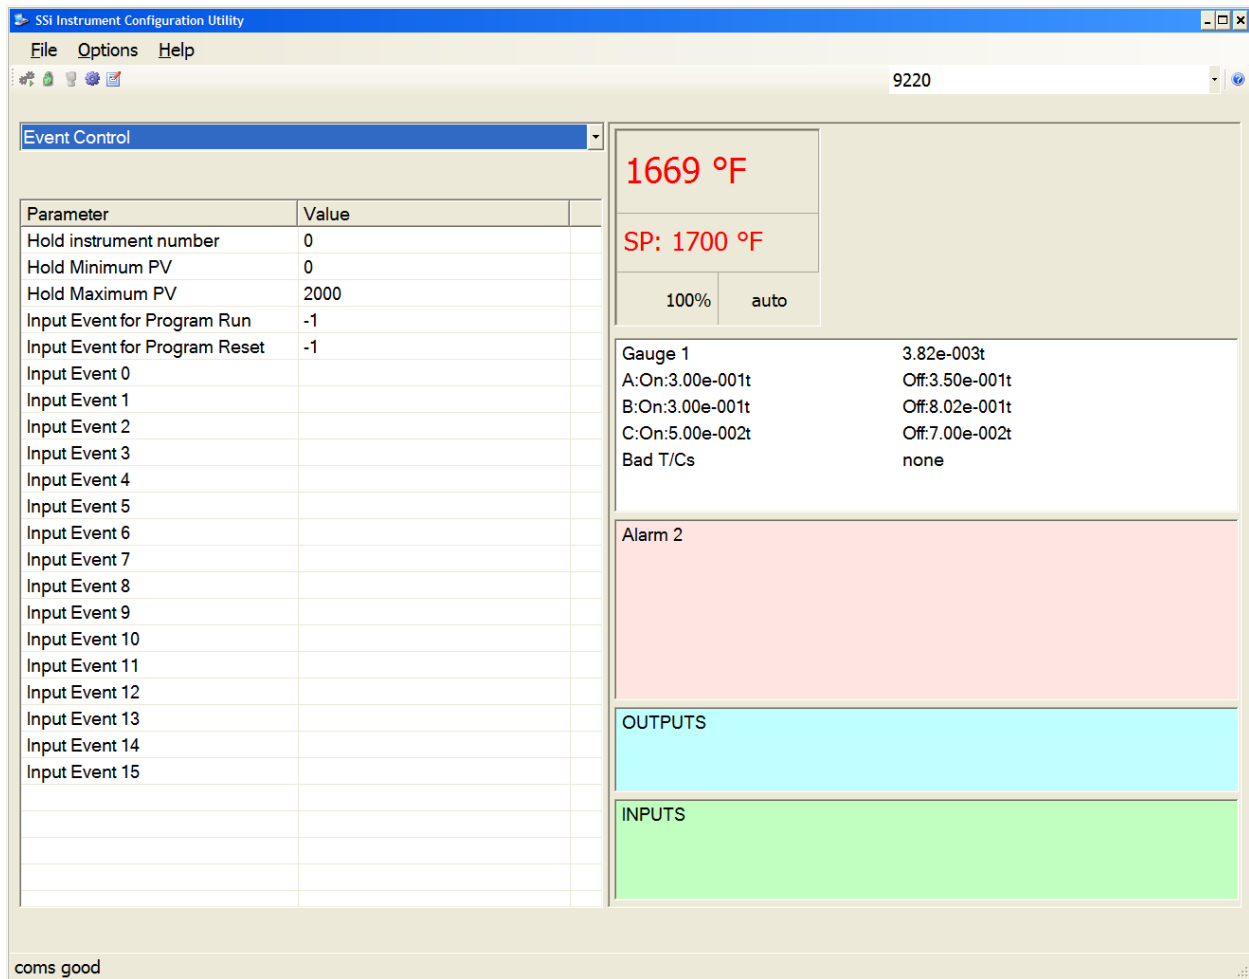 SSi Instrument Configuration Utility
File Options Help
9220
Event Control
Parameter Value
Hold instrument number 0
Hold Minimum PV 0
Hold Maximum PV 2000
Input Event for Program Run -1
Input Event for Program Reset -1
Input Event 0
Input Event 1
Input Event 2
Input Event 3
Input Event 4
Input Event 5
Input Event 6
Input Event 7
Input Event 8
Input Event 9
Input Event 10
Input Event 11
Input Event 12
Input Event 13
Input Event 14
Input Event 15
1669 °F
SP: 1700 °F
100% auto
Gauge 1 3.82e-003t
A:On:3.00e-001t Off:3.50e-001t
B:On:3.00e-001t Off:8.02e-001t
C:On:5.00e-002t Off:7.00e-002t
Bad T/Cs none
Alarm 2
OUTPUTS
INPUTS
coms good